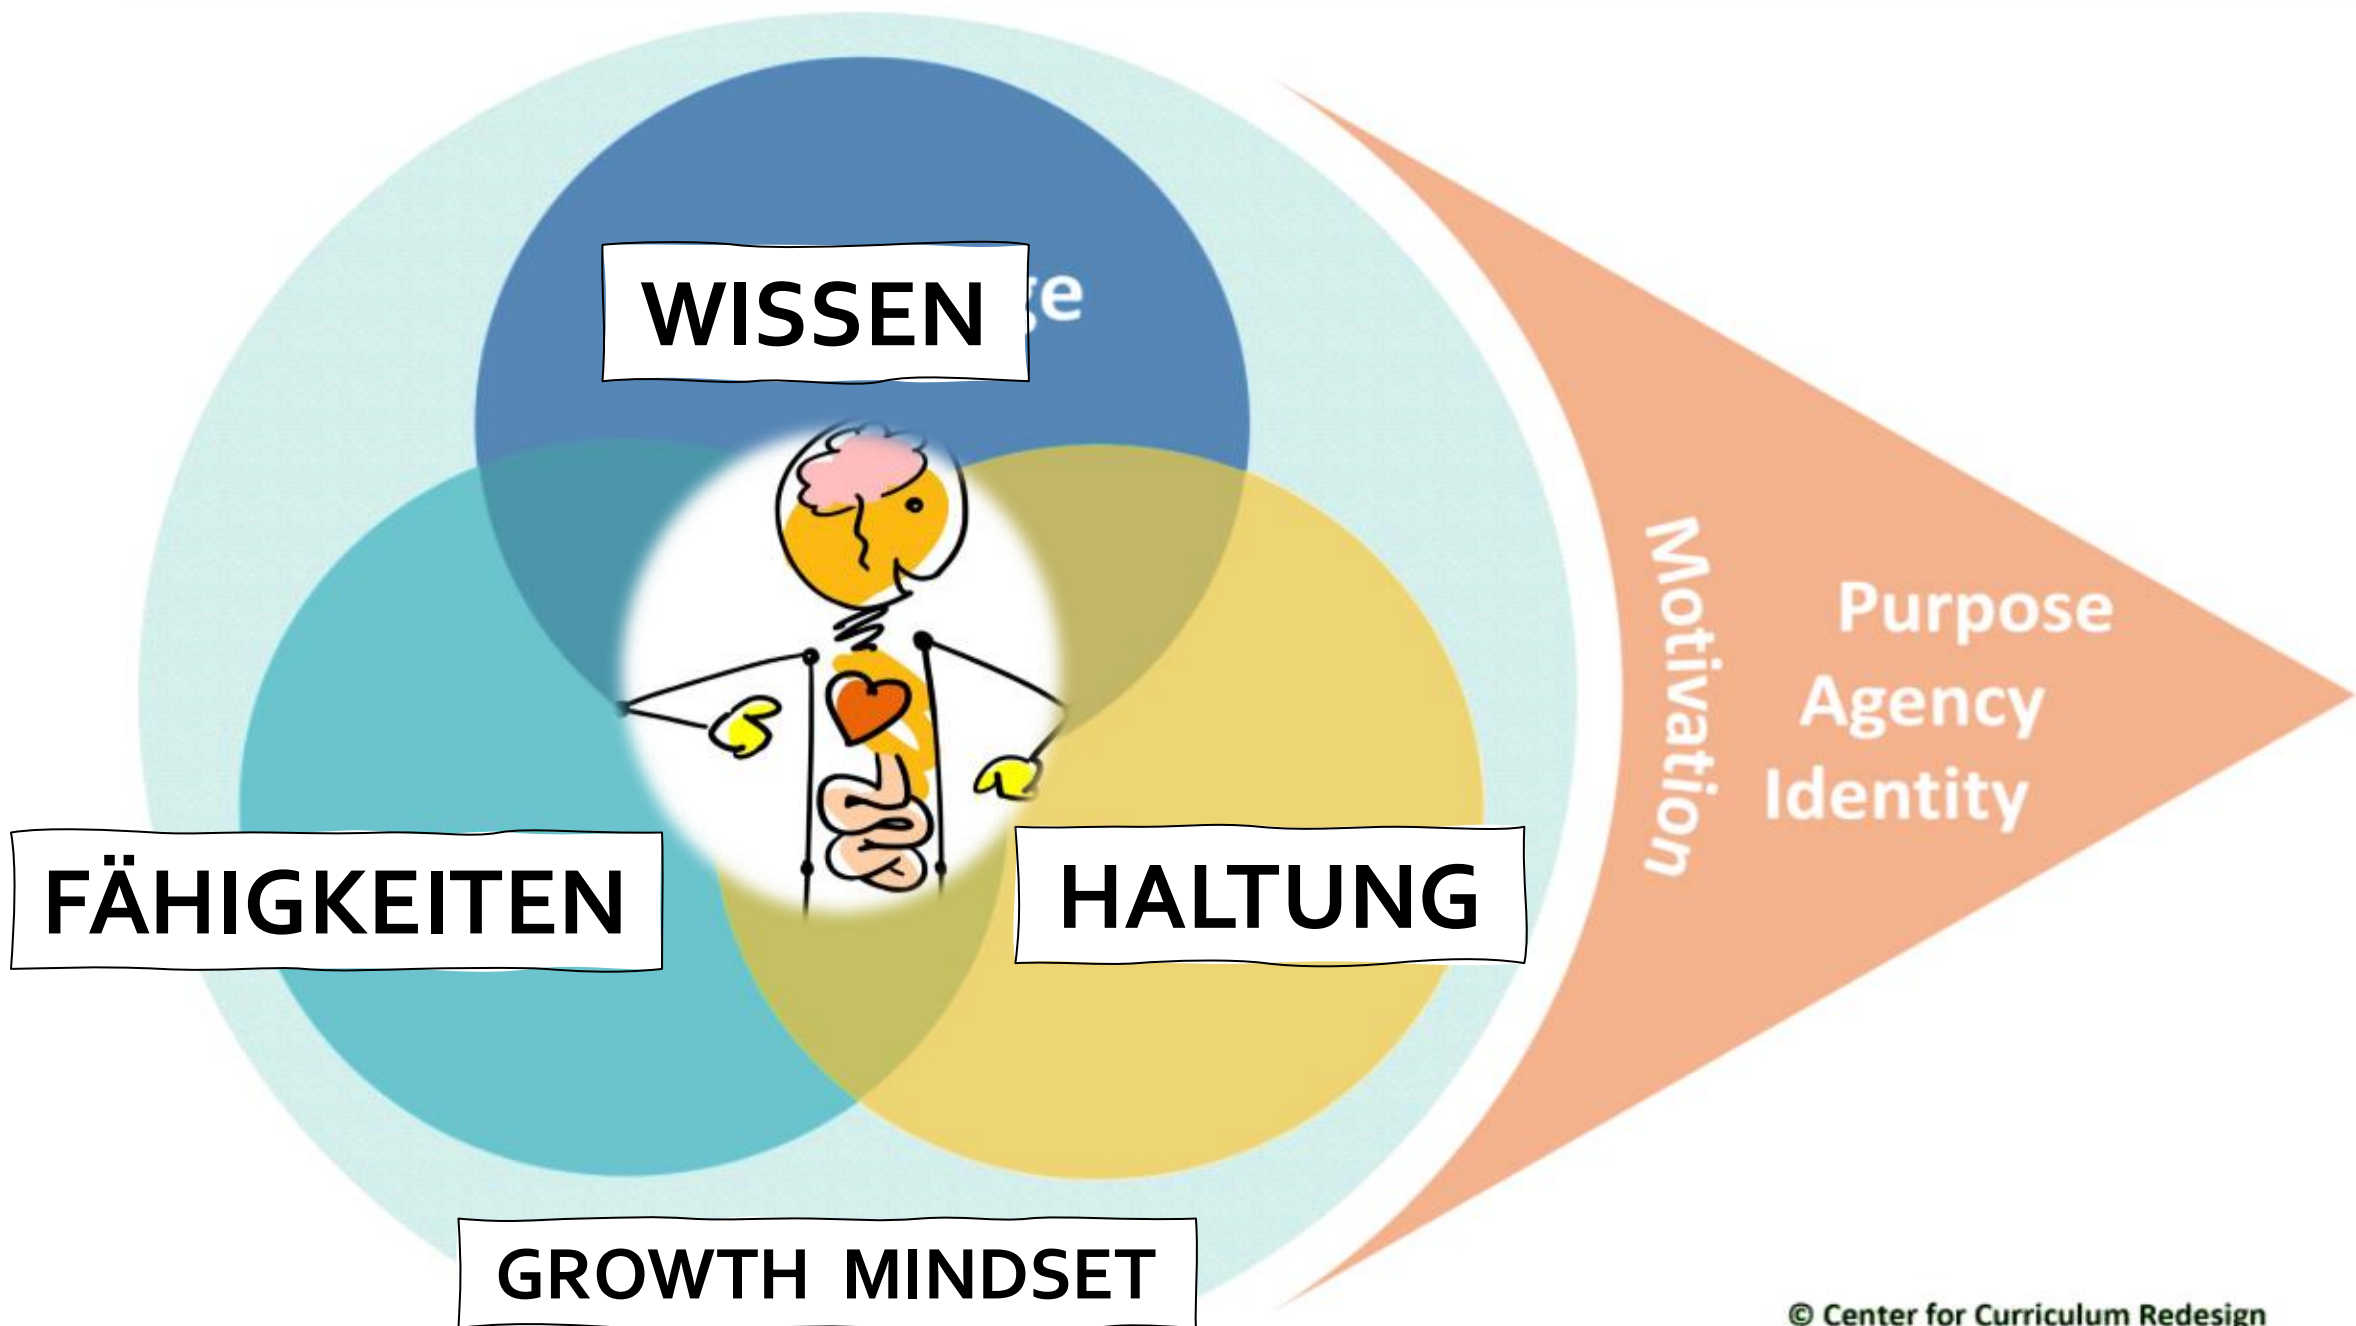 WISSEN
FÄHIGKEITEN
HALTUNG
GROWTH MINDSET
Motivation
Purpose
Agency
Identity
© Center for Curriculum Redesign